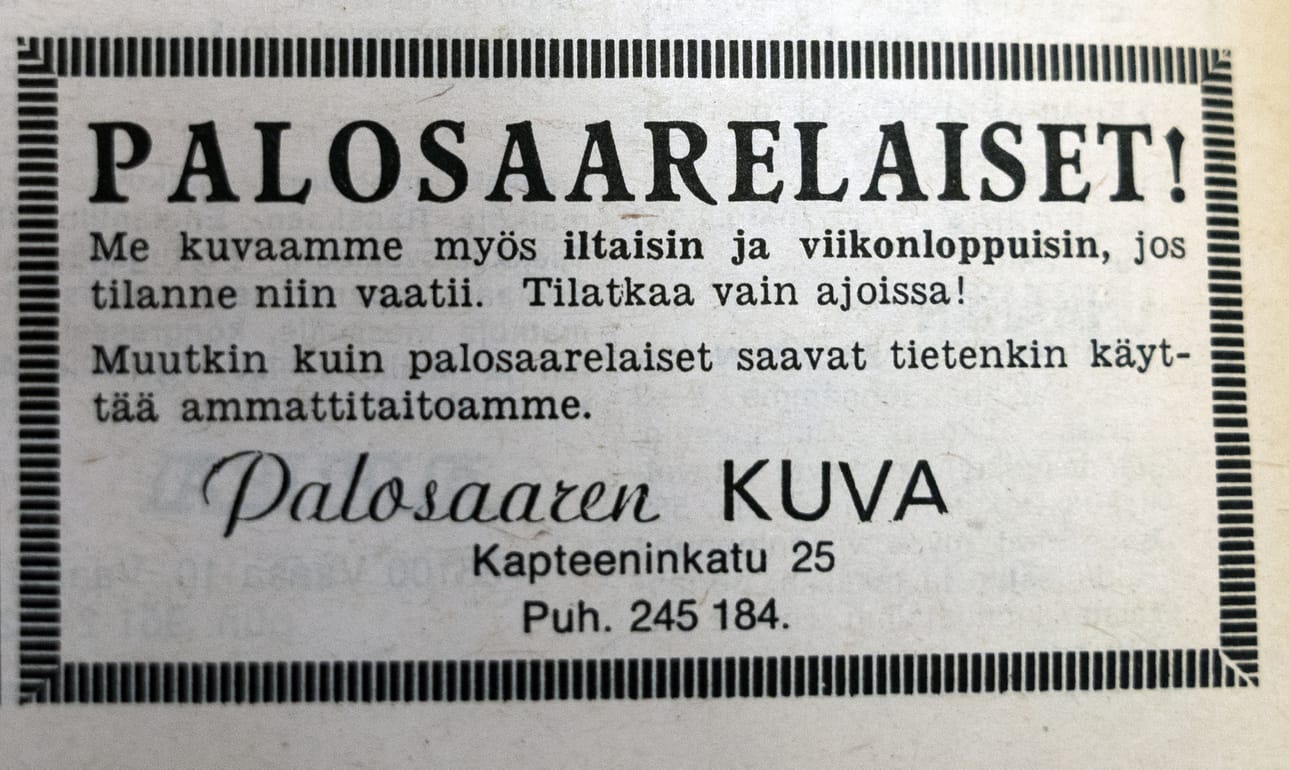 PALOSAARELAISET!
Me kuvaamme myös iltaisin ja viikonloppuisin, jos
tilanne niin vaatii. Tilatkaa vain ajoissa!
Muutkin kuin palosaarelaiset saavat tietenkin käyt-
tää ammattitaitoamme.
Palosaaren KUVA
Kapteeninkatu 25
Puh. 245 184.